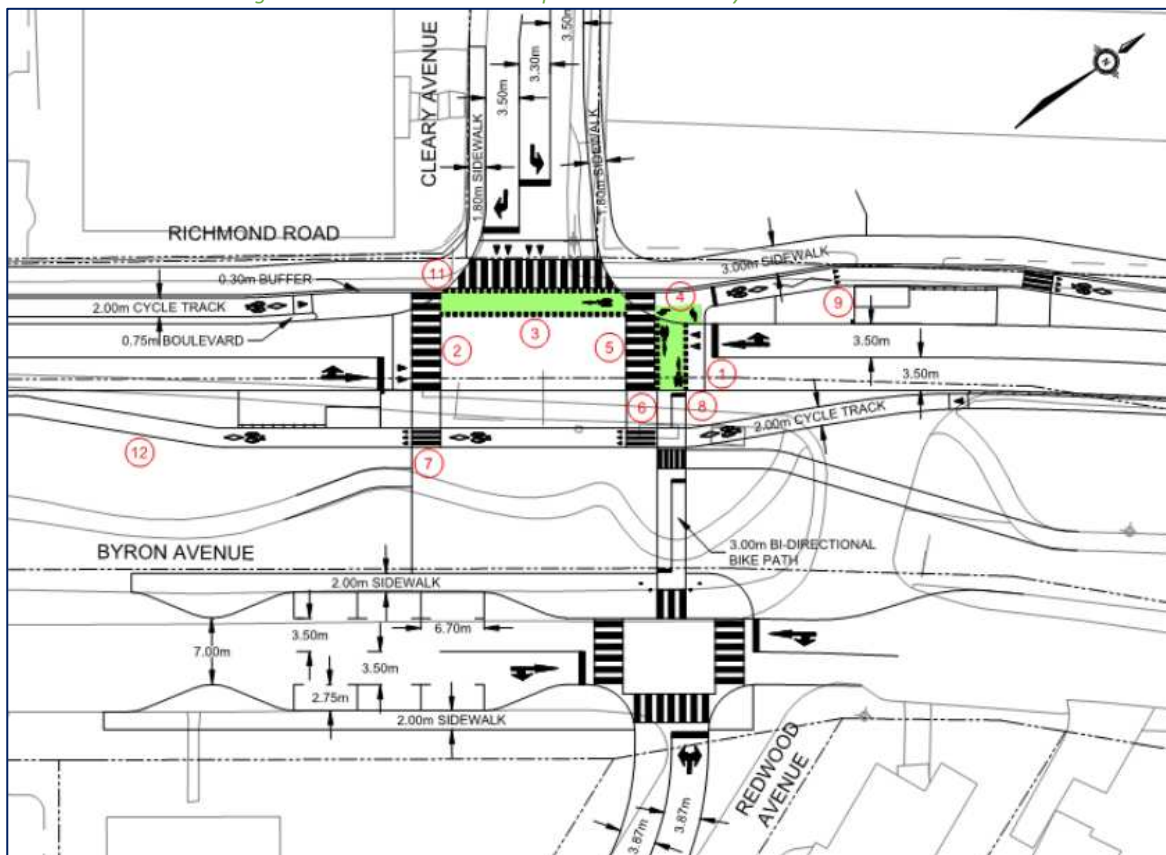 3.50m
3.30m
3.50m
CLEARY AVENUE
1.80m SIDEWALK
1.80m SIDEWALK
N
RICHMOND ROAD
3.00m SIDEWALK
11
0.30m BUFFER
4
9
2.00m CYCLE TRACK
3
0.75m BOULEVARD
2
5
3.50m
1
3.50m
6
8
2.00m CYCLE TRACK
12
7
BYRON AVENUE
3.00m BI-DIRECTIONAL
BIKE PATH
2.00m SIDEWALK
3.50m
6.70m
7.00m
3.50m
2.75m
2.00m SIDEWALK
REDWOOD
AVENUE
3.87m
3.87m